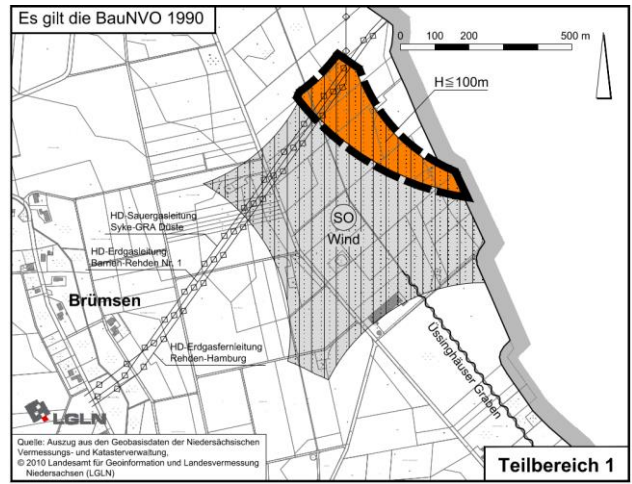 Es gilt die BauNVO 1990
0 100 200 500 m
H≦100m
HD-Sauergasleitung
Syke-GRA Düste
SO
Wind
HD-Erdgasleitung
Barrien-Rehden Nr. 1
Brümsen
HD-Erdgasfernleitung
Rehden-Hamburg
Üssinghäuser Graben
LGLN
Quelle: Auszug aus den Geobasisdaten der Niedersächsischen
Vermessungs- und Katasterverwaltung,
© 2010 Landesamt für Geoinformation und Landesvermessung
Niedersachsen (LGLN)
Teilbereich 1